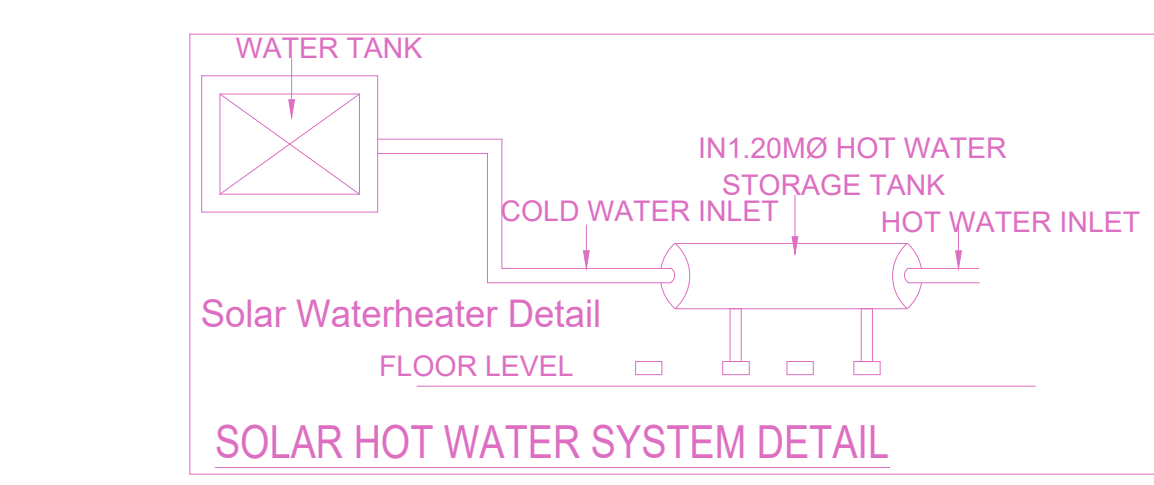 WATER TANK
IN1.20MØ HOT WATER
STORAGE TANK
COLD WATER INLET
HOT WATER INLET
Solar Waterheater Detail
FLOOR LEVEL
SOLAR HOT WATER SYSTEM DETAIL